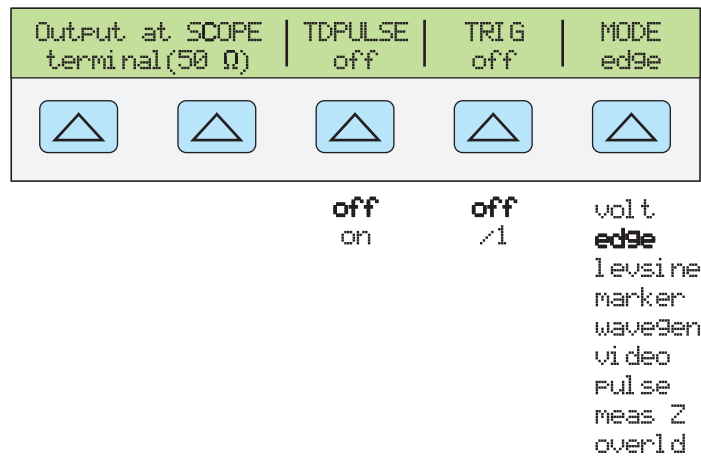 Output at SCOPE TDPULSE TRIG MODE
terminal(50 Ω) off off edge
off off volt
on /1 edge
levsine
marker
wavegen
video
pulse
meas Z
overld